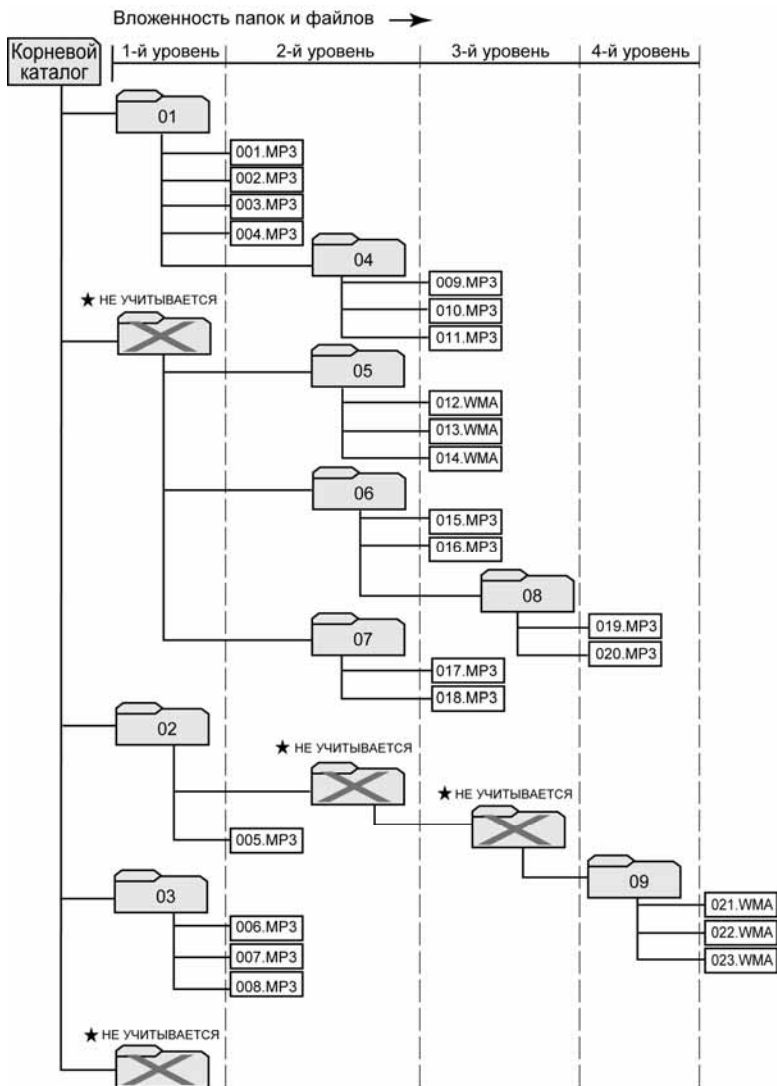 Вложенность папок и файлов
Корневой
каталог
1-й уровень
2-й уровень
3-й уровень
4-й уровень
01
001.MP3
002.MP3
003.MP3
004.MP3
04
009.MP3
010.MP3
011.MP3
★ НЕ УЧИТЫВАЕТСЯ
05
012.WMA
013.WMA
014.WMA
06
015.MP3
016.MP3
08
019.MP3
020.MP3
07
017.MP3
018.MP3
02
★ НЕ УЧИТЫВАЕТСЯ
★ НЕ УЧИТЫВАЕТСЯ
005.MP3
09
021.WMA
022.WMA
023.WMA
03
006.MP3
007.MP3
008.MP3
★ НЕ УЧИТЫВАЕТСЯ